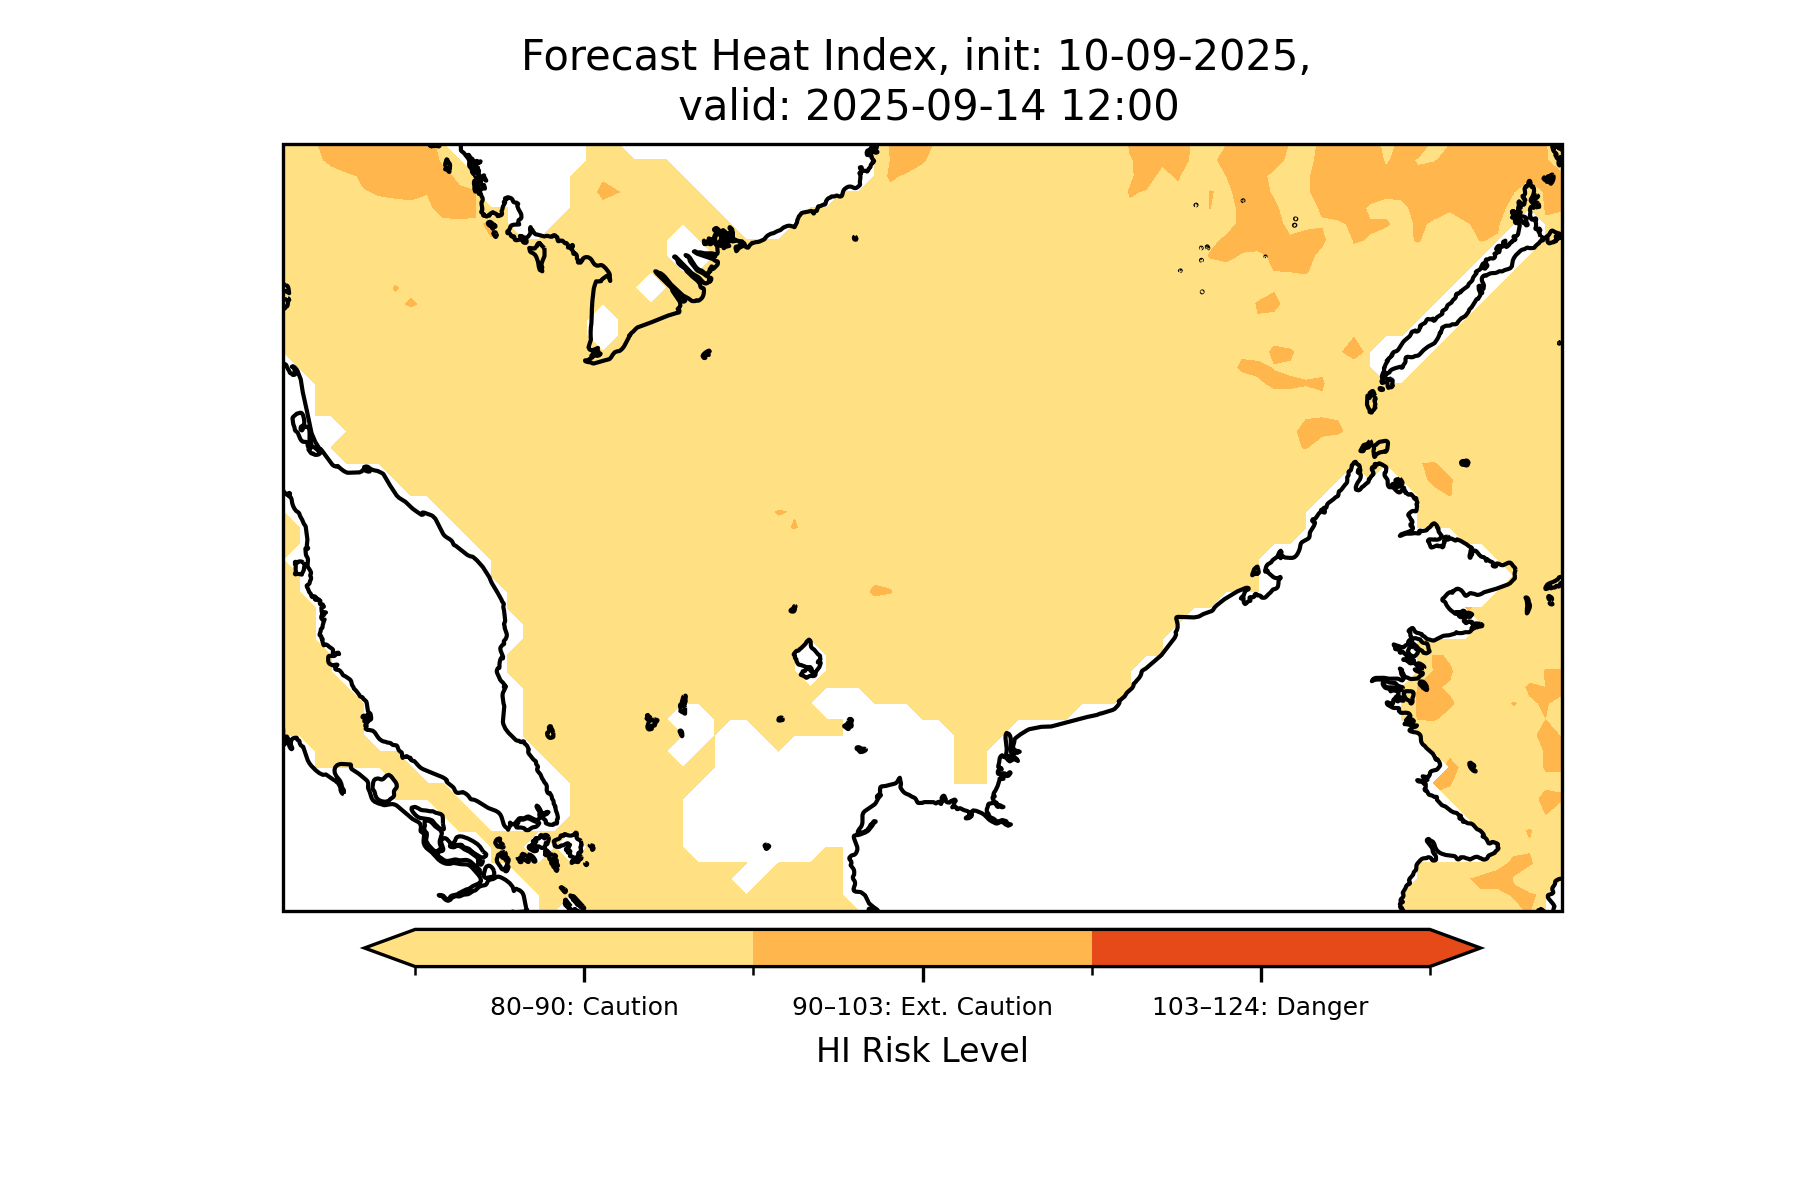 Forecast Heat Index, init: 10-09-2025,
valid: 2025-09-14 12:00
80–90: Caution
90–103: Ext. Caution
103–124: Danger
HI Risk Level